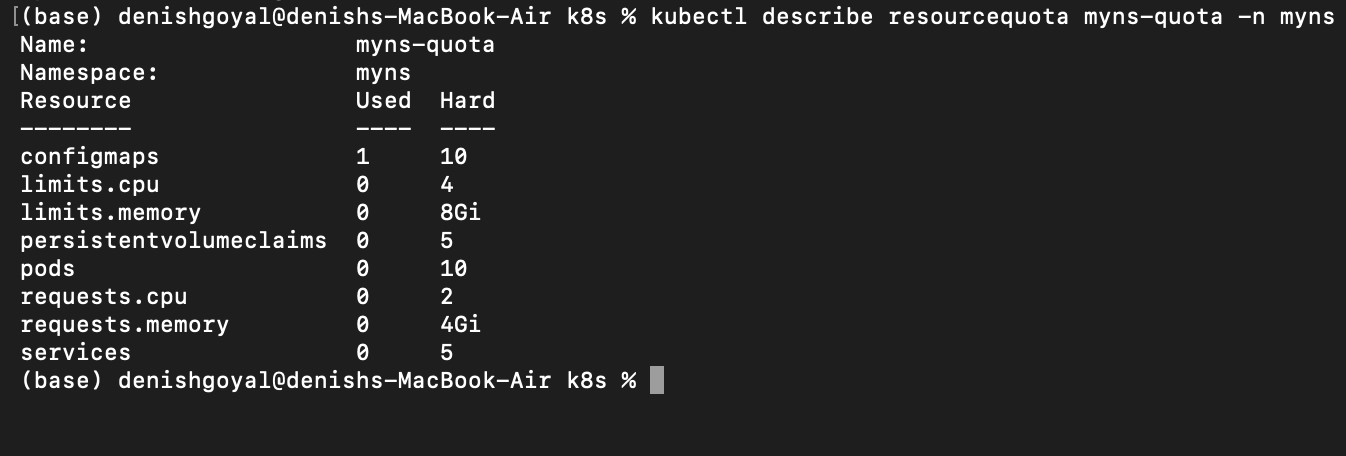 [(base) denishgoyal@denishs-MacBook-Air k8s % kubectl describe resourcequota myns-quota -n myns
Name:                   myns-quota
Namespace:              myns
Resource                Used  Hard
--------                ----  ----
configmaps              1     10
limits.cpu              0     4
limits.memory           0     8Gi
persistentvolumeclaims  0     5
pods                    0     10
requests.cpu            0     2
requests.memory         0     4Gi
services                0     5
(base) denishgoyal@denishs-MacBook-Air k8s %